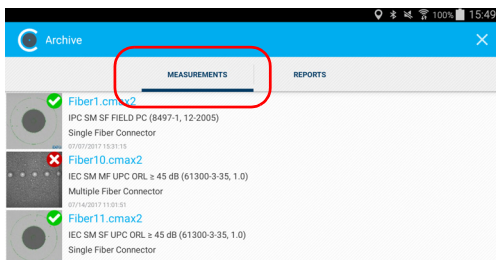 100% 15:49
Archive
MEASUREMENTS REPORTS
Fiber1.cmax2
IPC SM SF FIELD PC (8497-1, 12-2005)
Single Fiber Connector
07/07/2017 15:31:15
Fiber10.cmax2
IEC SM MF UPC ORL ≥ 45 dB (61300-3-35, 1.0)
Multiple Fiber Connector
07/14/2017 11:01:51
Fiber11.cmax2
IEC SM SF UPC ORL ≥ 45 dB (61300-3-35, 1.0)
Single Fiber Connector